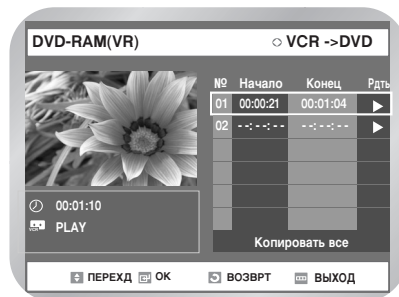 DVD-RAM(VR) VCR ->DVD
№ Начало Конец Рдть
01 00:00:21 00:01:04
02 --:--:-- --:--:--
00:01:10
VCR PLAY
Копировать все
ПЕРЕХД OK ВОЗВРТ ВЫХОД